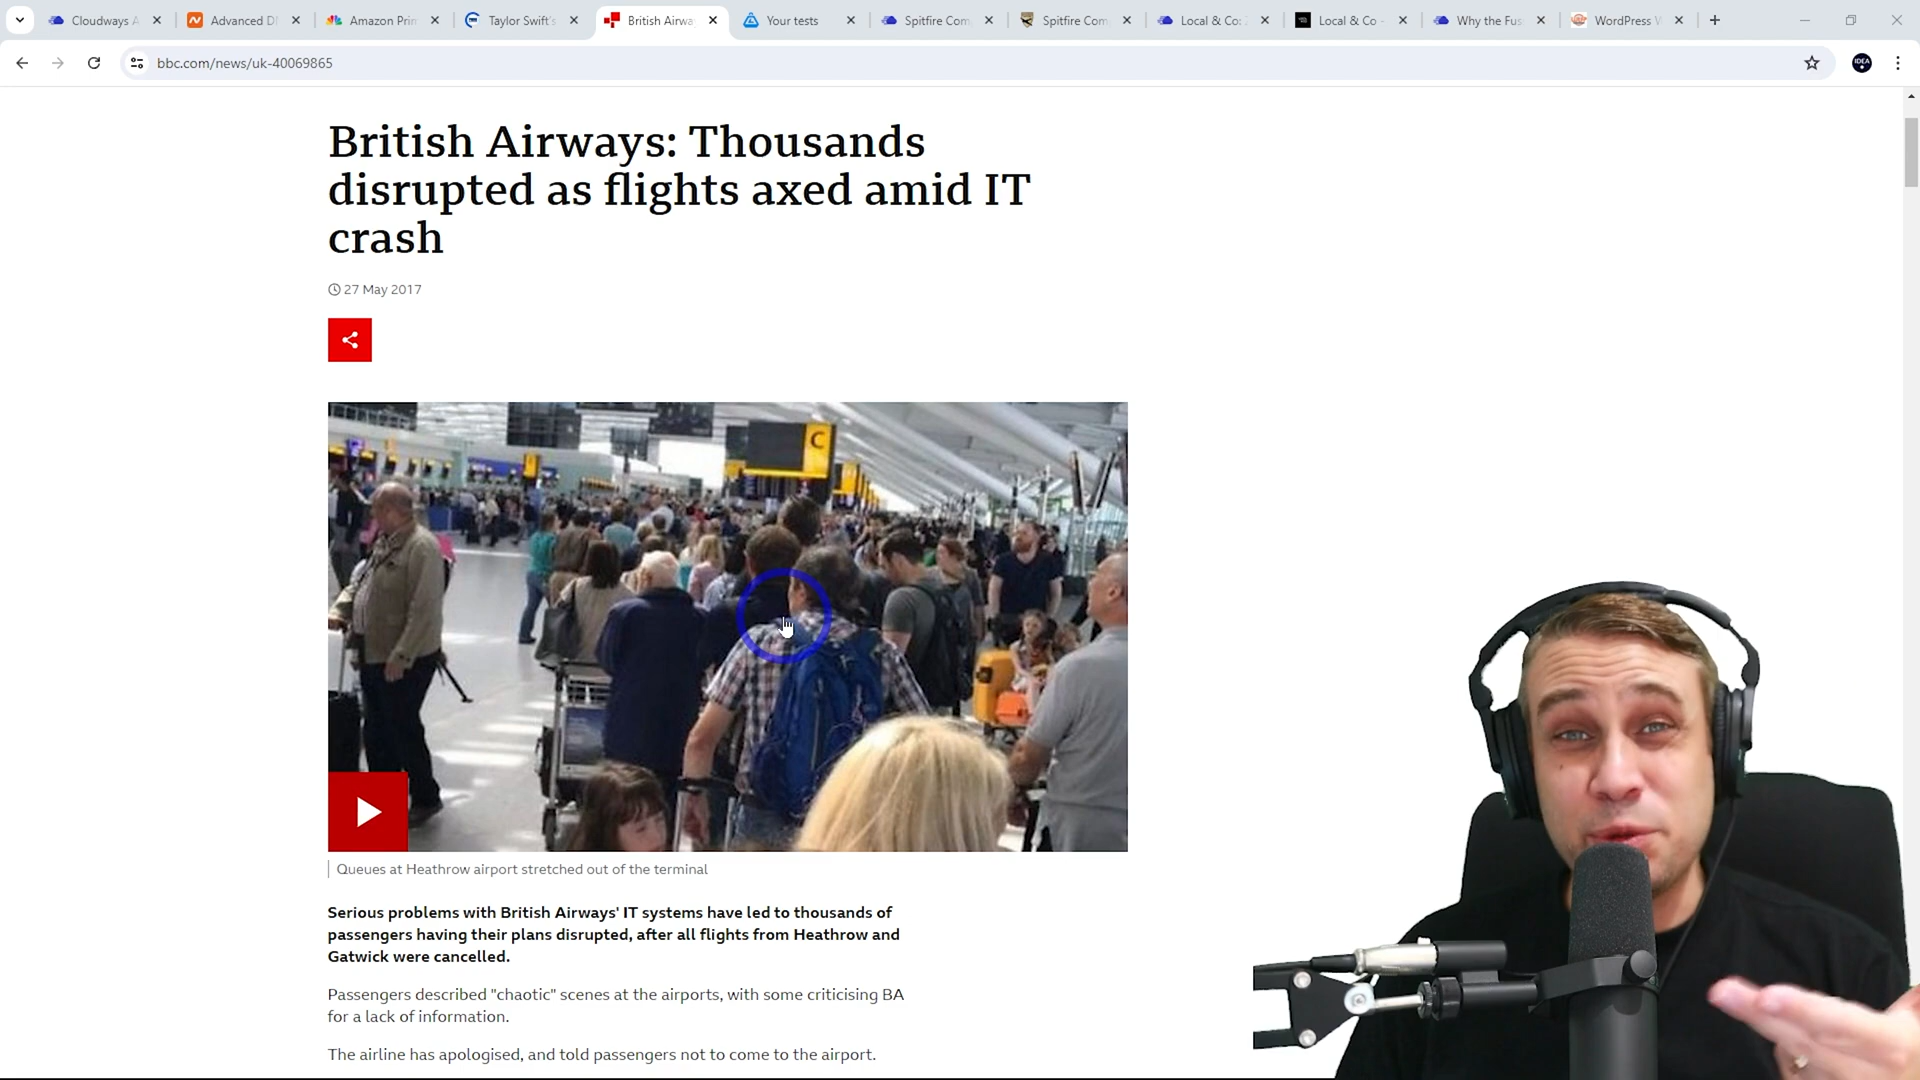 Cloudways A
Advanced D
Amazon Prim
Taylor Swift's
British Airway
Your tests
Spitfire Com
Spitfire Com
Local & Co:
Local & Co -
Why the Fus
WordPress V
bbc.com/news/uk-40069865
IDEA
British Airways: Thousands
disrupted as flights axed amid IT
crash
27 May 2017
C
Queues at Heathrow airport stretched out of the terminal
Serious problems with British Airways' IT systems have led to thousands of
passengers having their plans disrupted, after all flights from Heathrow and
Gatwick were cancelled.
Passengers described "chaotic" scenes at the airports, with some criticising BA
for a lack of information.
The airline has apologised, and told passengers not to come to the airport.